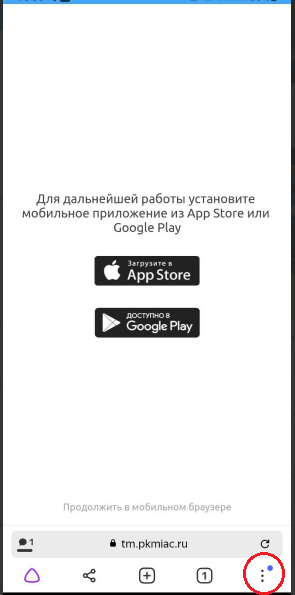 Для дальнейшей работы установите
мобильное приложение из App Store или
Google Play
Загрузите в
App Store
ДОСТУПНО В
Google Play
Продолжить в мобильном браузере
1
tm.pkmiac.ru
1